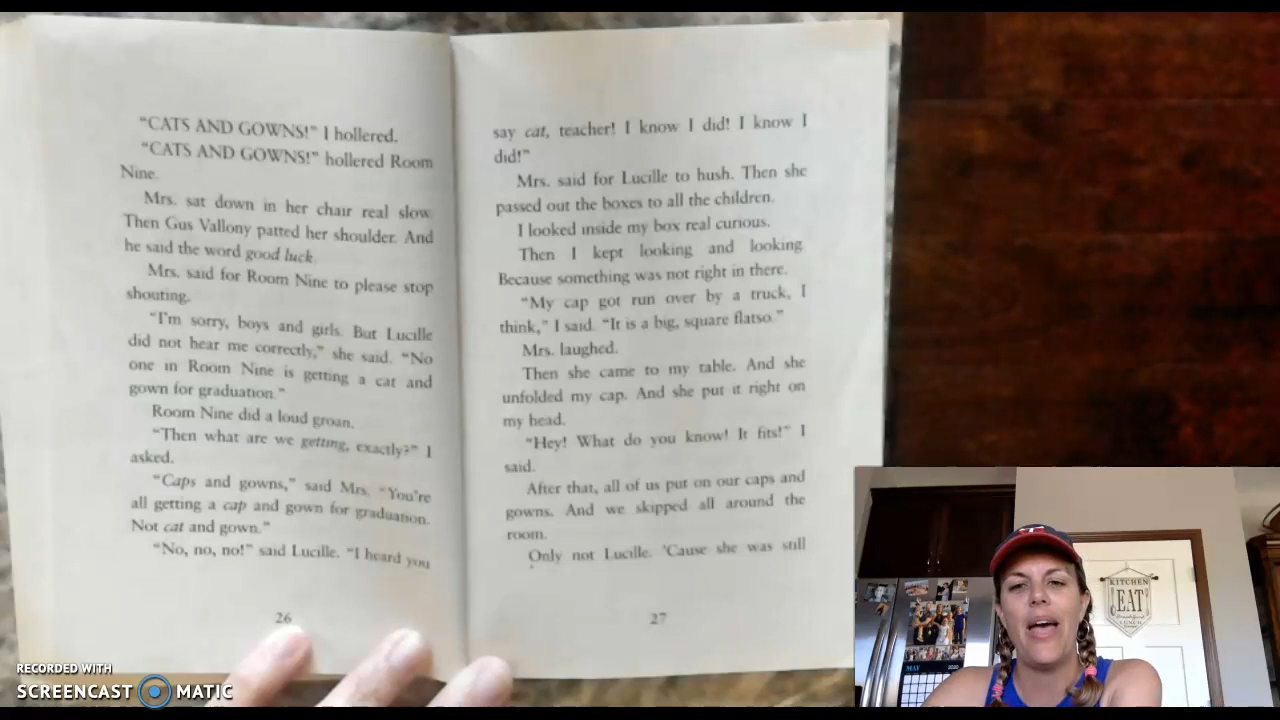 “CATS AND GOWNS!” I hollered.
“CATS AND GOWNS!” hollered Room
Nine.
Mrs. sat down in her chair real slow.
Then Gus Vallony patted her shoulder. And
he said the word good luck.
Mrs. said for Room Nine to please stop
shouting.
“I'm sorry, boys and girls. But Lucille
did not hear me correctly,” she said. “No
one in Room Nine is getting a cat and
gown for graduation.”
Room Nine did a loud groan.
“Then what are we getting, exactly?” I
asked.
“Caps and gowns,” said Mrs. “You're
all getting a cap and gown for graduation.
Not cat and gown.”
“No, no, no!” said Lucille. “I heard you
26
say cat, teacher! I know I did! I know I
did!”
Mrs. said for Lucille to hush. Then she
passed out the boxes to all the children.
I looked inside my box real curious.
Then I kept looking and looking.
Because something was not right in there.
“My cap got run over by a truck, I
think,” I said. “It is a big, square flatso.”
Mrs. laughed.
Then she came to my table. And she
unfolded my cap. And she put it right on
my head.
“Hey! What do you know! It fits!” I
said.
After that, all of us put on our caps and
gowns. And we skipped all around the
room.
Only not Lucille. 'Cause she was still
27
KITCHEN
EAT
LUNCH
MAY
2020
RECORDED WITH
SCREENCAST MATIC